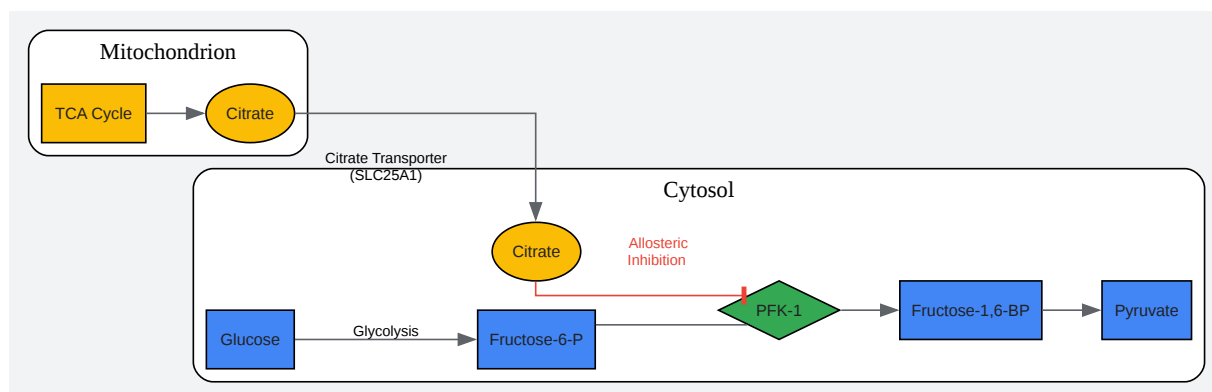 Mitochondrion
TCA Cycle
Citrate
Citrate Transporter
(SLC25A1)
Cytosol
Citrate
Allosteric
Inhibition
Glucose
Glycolysis
Fructose-6-P
PFK-1
Fructose-1,6-BP
Pyruvate